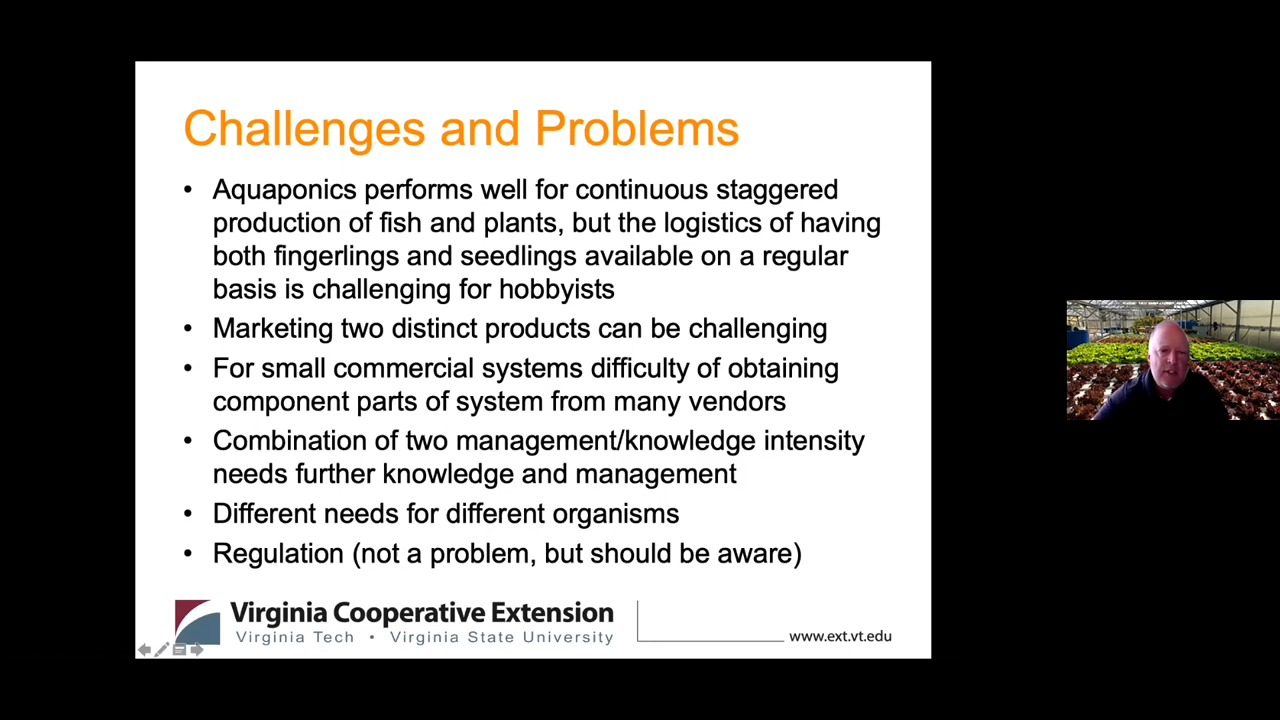 Challenges and Problems
• Aquaponics performs well for continuous staggered
production of fish and plants, but the logistics of having
both fingerlings and seedlings available on a regular
basis is challenging for hobbyists
• Marketing two distinct products can be challenging
• For small commercial systems difficulty of obtaining
component parts of system from many vendors
• Combination of two management/knowledge intensity
needs further knowledge and management
• Different needs for different organisms
• Regulation (not a problem, but should be aware)
Virginia Cooperative Extension
Virginia Tech • Virginia State University
www.ext.vt.edu